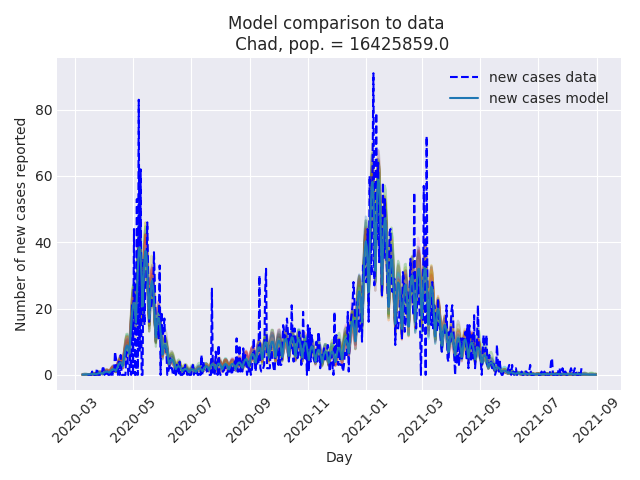 Model comparison to data
Chad, pop. = 16425859.0
new cases data
new cases model
Number of new cases reported
80
60
40
20
0
2020-03
2020-05
2020-07
2020-09
2020-11
2021-01
2021-03
2021-05
2021-07
2021-09
Day